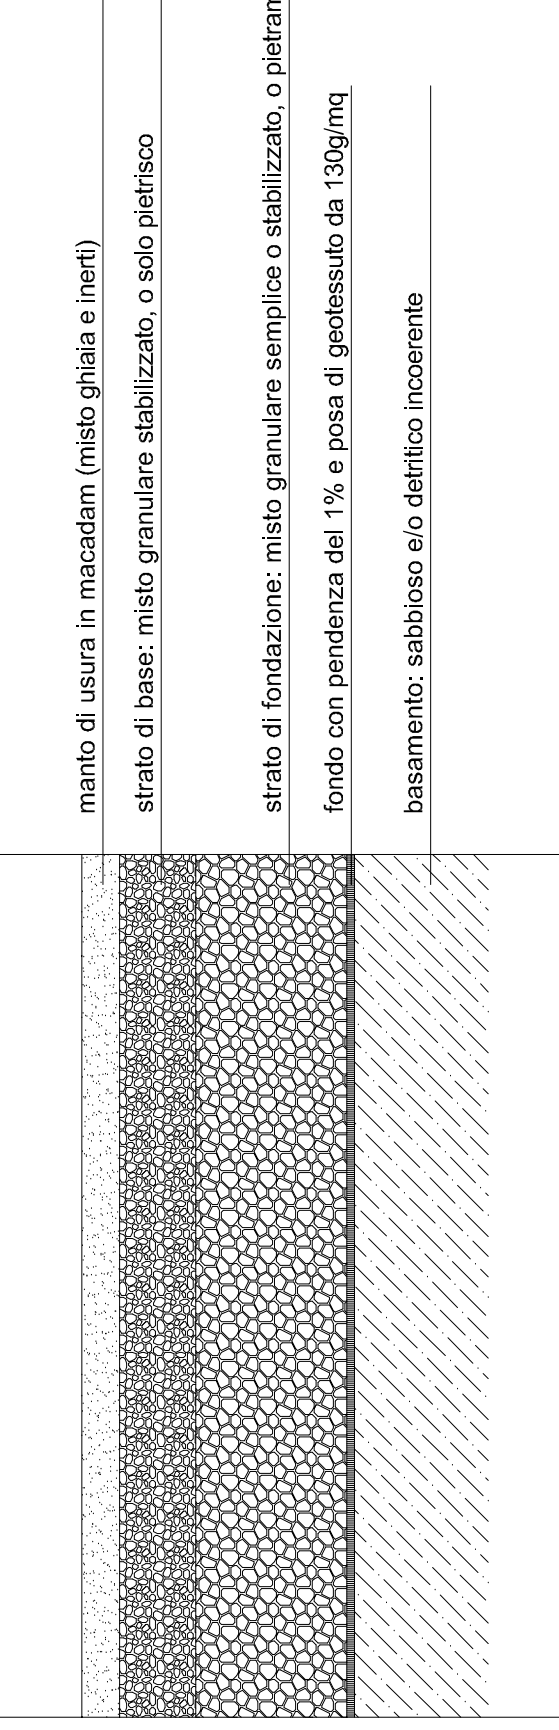 manto di usura in macadam (misto ghiaia e inerti)
strato di base: misto granulare stabilizzato, o solo pietrisco
strato di fondazione: misto granulare semplice o stabilizzato, o
fondo con pendenza del 1% e posa di geotessuto da 130g/mq
basamento: sabbioso e/o detritico incoerente